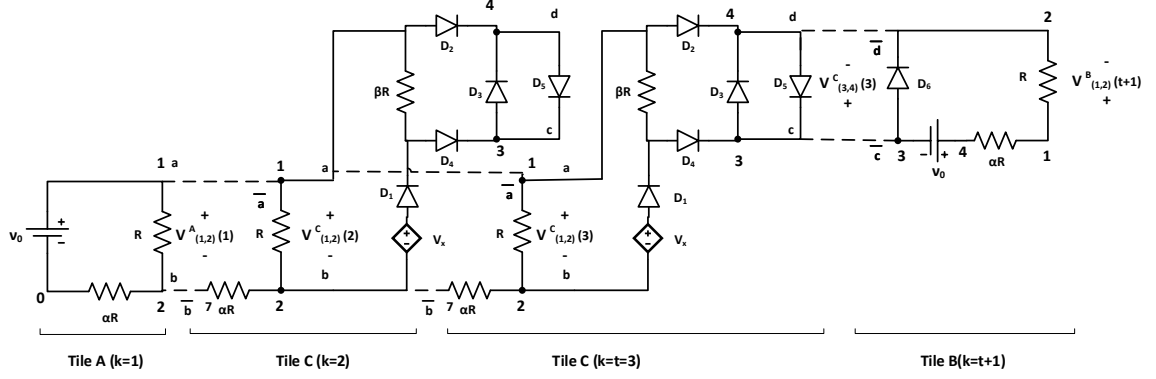 4 d 4 d 2
D₂ D₂ d̅
βR D₃ D₅ βR D₃ D₅ - V^C_(3,4)(3) + D₆ R - V^B_(1,2)(t+1) +
D₄ c D₄ c c̅ 3 - + 4 αR 1
3 3 v₀
1 a 1 a 1 a
a̅ D₁ a̅ D₁
v₀ + - R + V^A_(1,2)(1) - R + V^C_(1,2)(2) - + - Vₓ R + V^C_(1,2)(3) - + - Vₓ
b b b
0 αR 2 b̅ 7 αR 2 b̅ 7 αR 2
Tile A (k=1) Tile C (k=2) Tile C (k=t=3) Tile B(k=t+1)